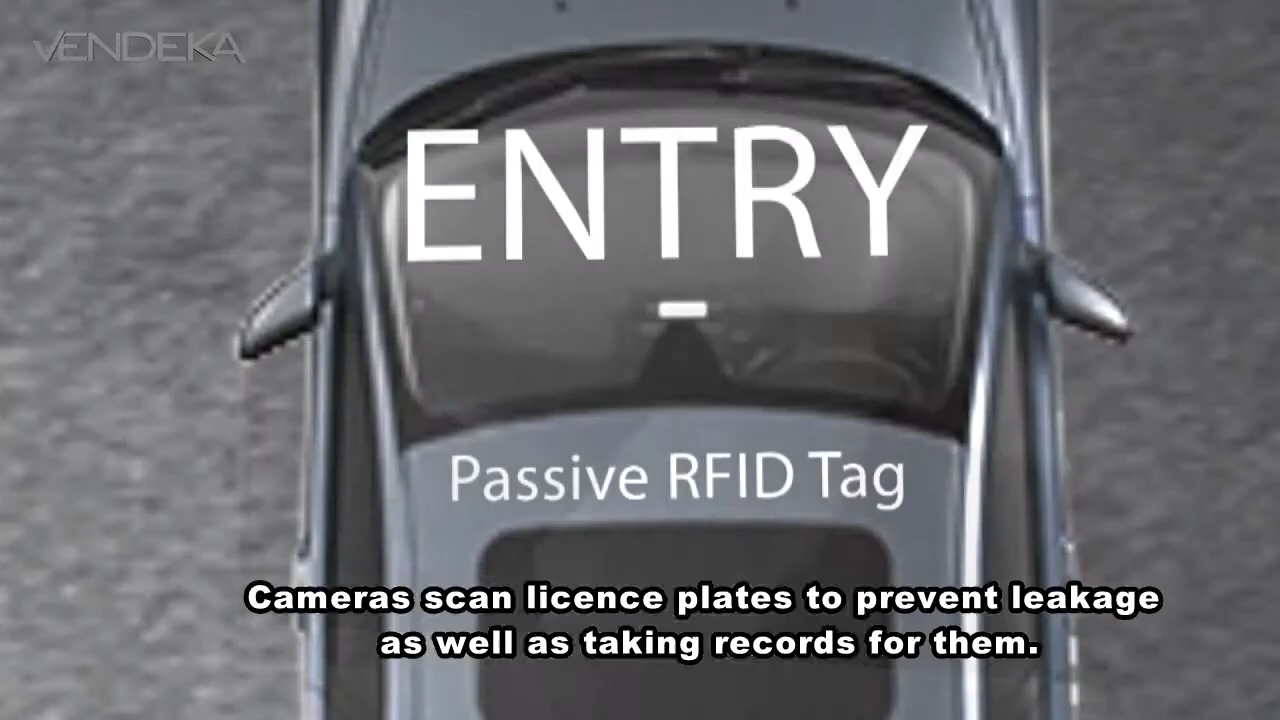 VENDEKA
ENTRY
Passive RFID Tag
Cameras scan licence plates to prevent leakage
as well as taking records for them.